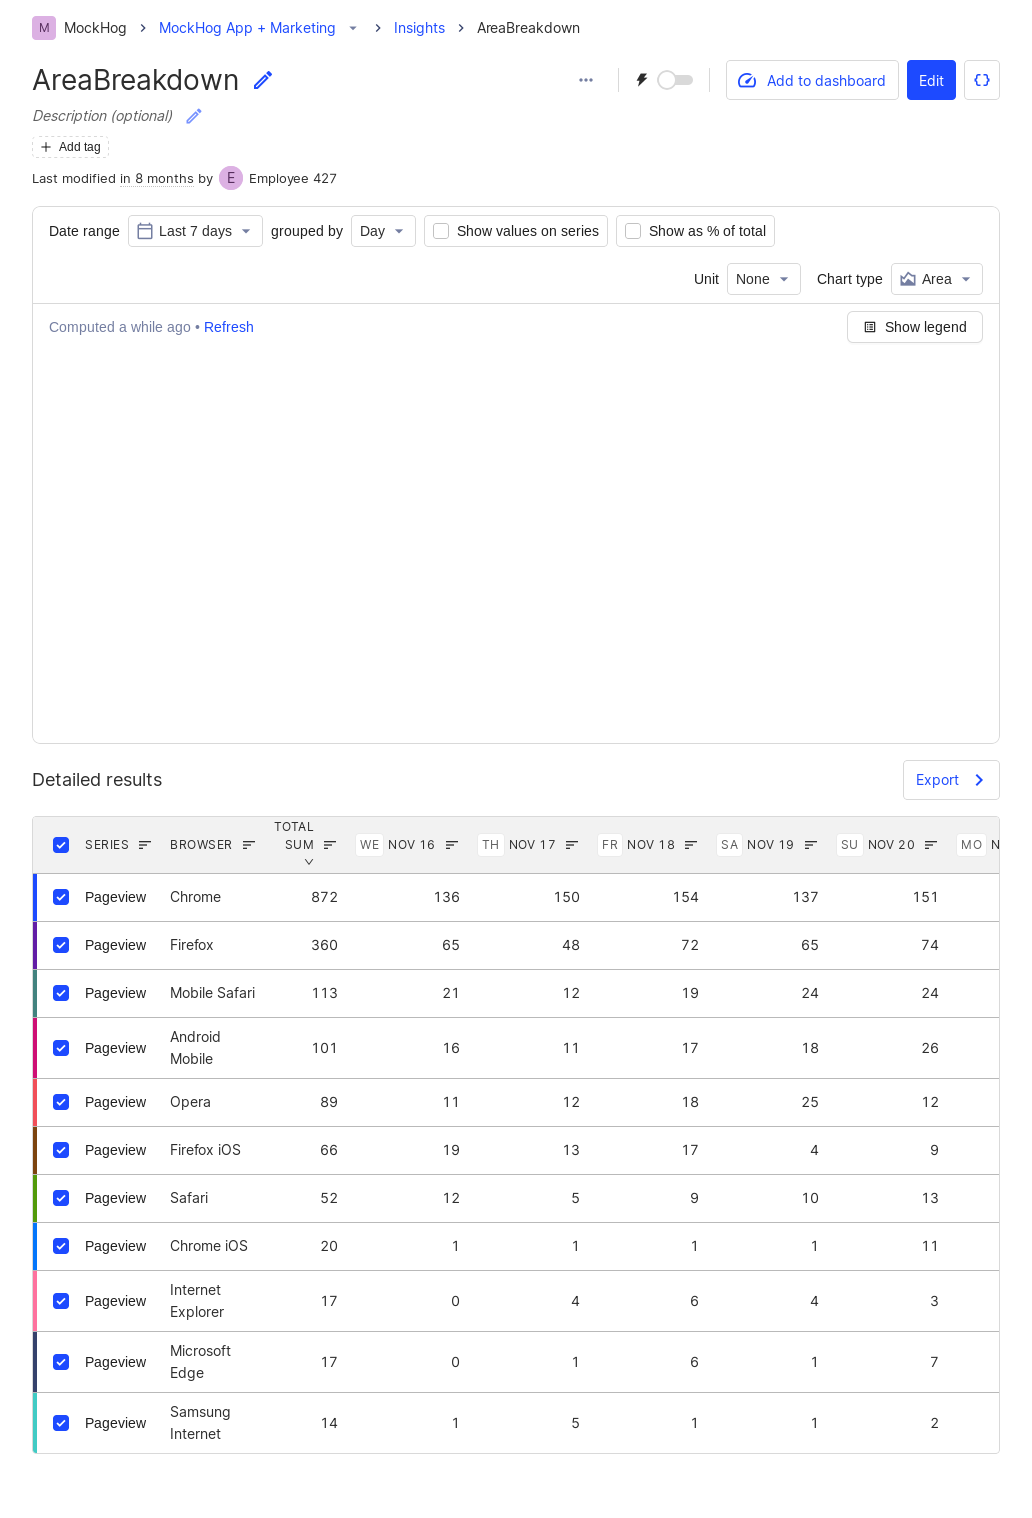 M MockHog MockHog App + Marketing Insights AreaBreakdown
AreaBreakdown
Add to dashboard Edit
Description (optional)
Add tag
Last modified in 8 months by E Employee 427
Date range Last 7 days grouped by Day Show values on series Show as % of total
Unit None Chart type Area
Computed a while ago • Refresh Show legend
Detailed results Export
SERIES BROWSER TOTAL SUM WE NOV 16 TH NOV 17 FR NOV 18 SA NOV 19 SU NOV 20 MO N
Pageview Chrome 872 136 150 154 137 151
Pageview Firefox 360 65 48 72 65 74
Pageview Mobile Safari 113 21 12 19 24 24
Pageview Android Mobile 101 16 11 17 18 26
Pageview Opera 89 11 12 18 25 12
Pageview Firefox iOS 66 19 13 17 4 9
Pageview Safari 52 12 5 9 10 13
Pageview Chrome iOS 20 1 1 1 1 11
Pageview Internet Explorer 17 0 4 6 4 3
Pageview Microsoft Edge 17 0 1 6 1 7
Pageview Samsung Internet 14 1 5 1 1 2